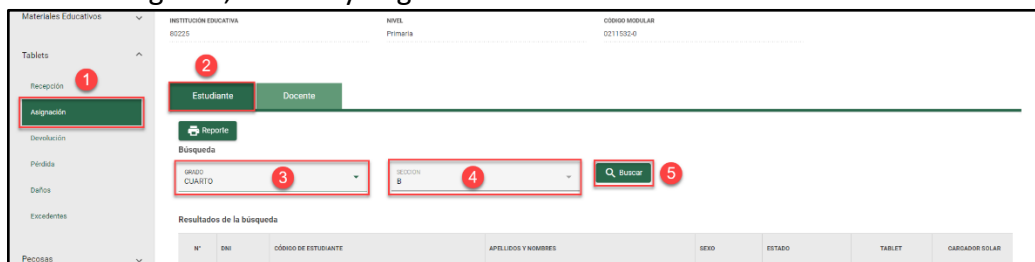 Materiales Educativos
INSTITUCIÓN EDUCATIVA NIVEL CÓDIGO MODULAR
80225 Primaria 0211532-0
Tablets
2
Recepción 1
Estudiante Docente
Asignación
Reporte
Devolución
Búsqueda
Pérdida
GRADO SECCION
CUARTO 3 B 4 Buscar 5
Daños
Excedentes
Resultados de la búsqueda
N° DNI CÓDIGO DE ESTUDIANTE APELLIDOS Y NOMBRES SEXO ESTADO TABLET CARGADOR SOLAR
Pecosas